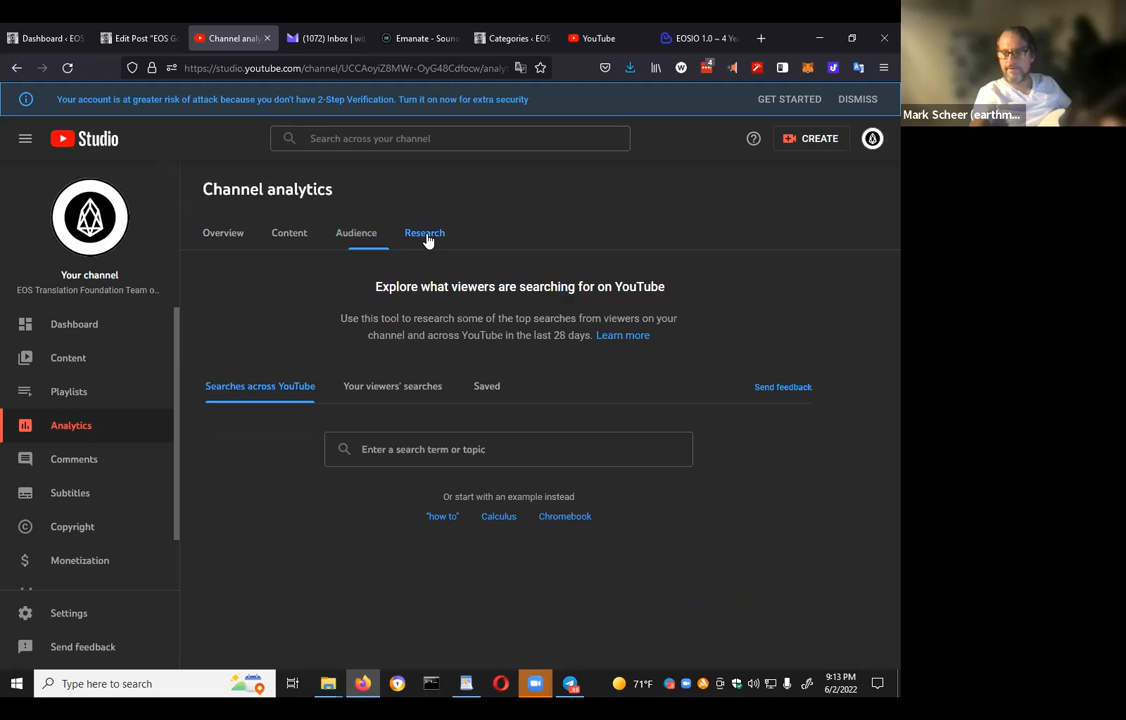 Dashboard < EOS
Edit Post "EOS G
Channel analy
(1072) Inbox | wi
Emanate - Soun
Categories < EOS
YouTube
EOSIO 1.0 ~ 4 Ye
https://studio.youtube.com/channel/UCCAoyiZ8MWr-OyG48Cdfocw/analy
4
Your account is at greater risk of attack because you don't have 2-Step Verification. Turn it on now for extra security
GET STARTED
DISMISS
Mark Scheer (earthm...
Studio
Search across your channel
CREATE
Channel analytics
Overview
Content
Audience
Research
Your channel
EOS Translation Foundation Team o...
Dashboard
Content
Playlists
Analytics
Comments
Subtitles
Copyright
Monetization
Settings
Send feedback
Explore what viewers are searching for on YouTube
Use this tool to research some of the top searches from viewers on your
channel and across YouTube in the last 28 days. Learn more
Searches across YouTube
Your viewers' searches
Saved
Send feedback
Enter a search term or topic
Or start with an example instead
"how to"
Calculus
Chromebook
Type here to search
71°F
9:13 PM
6/2/2022